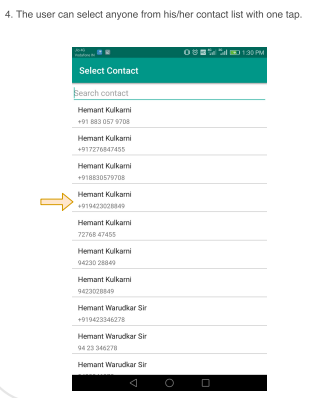 4. The user can select anyone from his/her contact list with one tap.
1:30 PM
Select Contact
Search contact
Hemant Kulkarni
+91 883 057 9708
Hemant Kulkarni
+917276847455
Hemant Kulkarni
+918830579708
Hemant Kulkarni
+919423028849
Hemant Kulkarni
72768 47455
Hemant Kulkarni
94230 28849
Hemant Kulkarni
9423028849
Hemant Warudkar Sir
+919423346278
Hemant Warudkar Sir
94 23 346278
Hemant Warudkar Sir